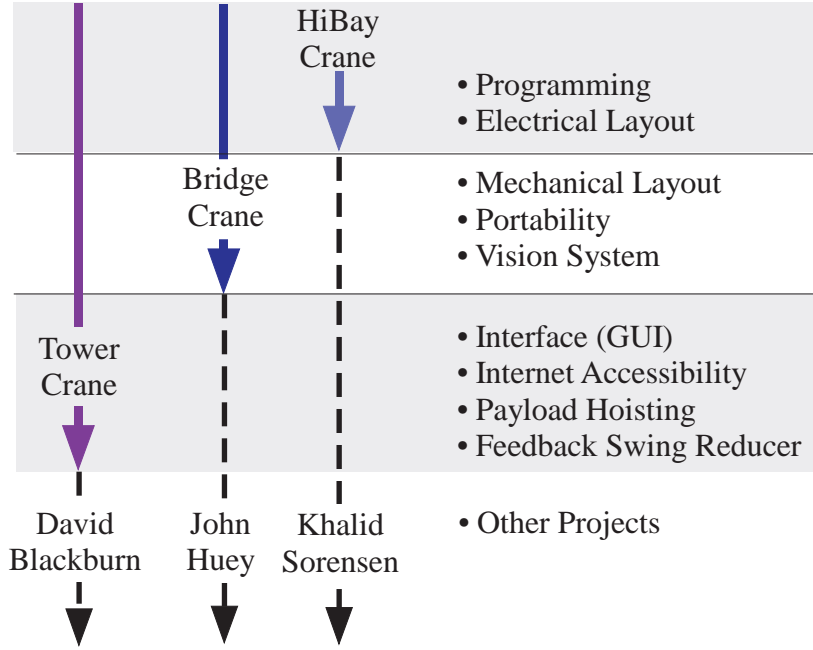 HiBay
Crane
• Programming
• Electrical Layout
Bridge
Crane
• Mechanical Layout
• Portability
• Vision System
Tower
Crane
• Interface (GUI)
• Internet Accessibility
• Payload Hoisting
• Feedback Swing Reducer
David
Blackburn
John
Huey
Khalid
Sorensen
• Other Projects